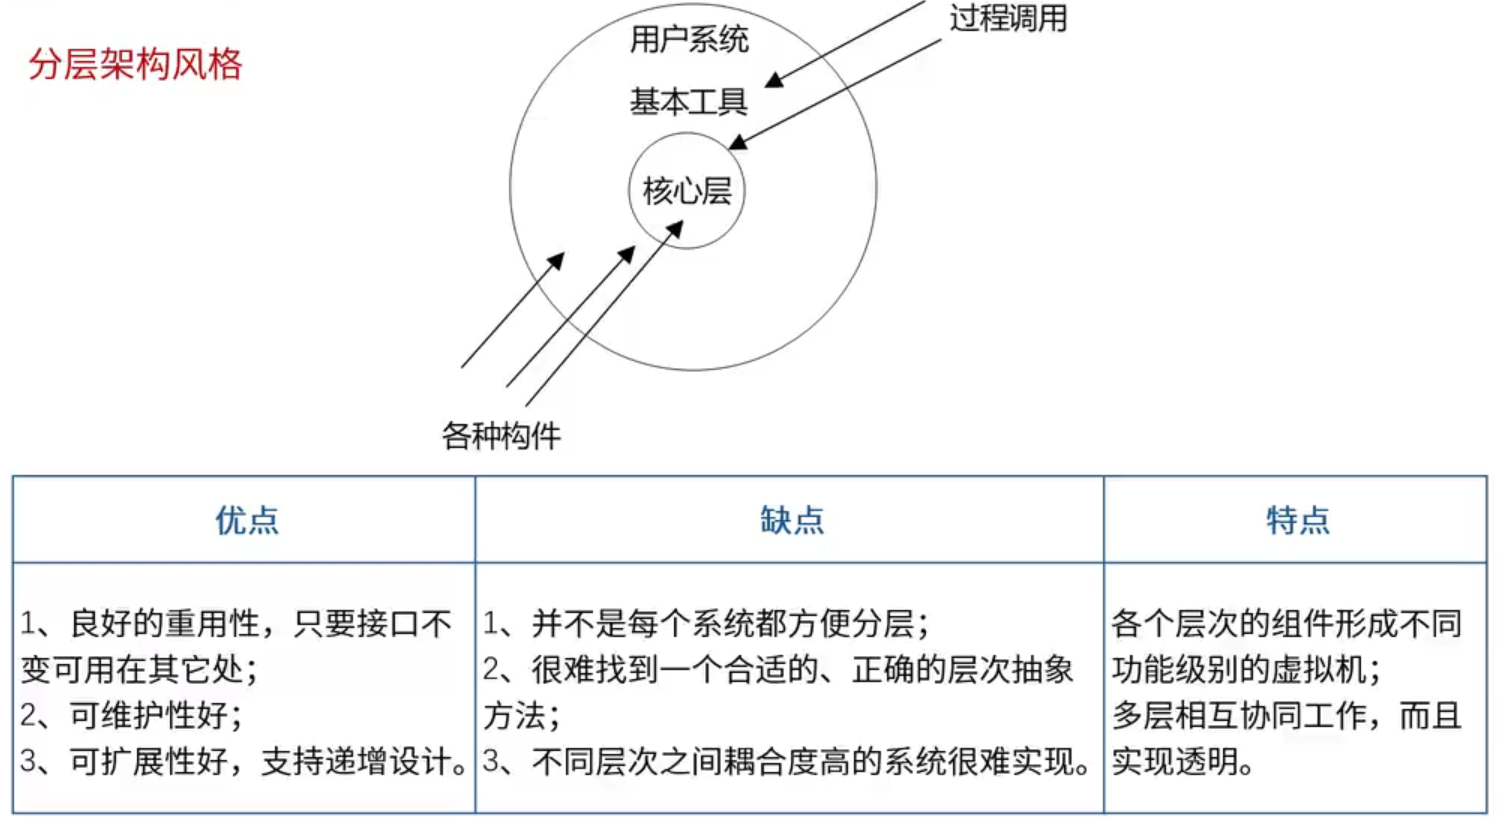 分层架构风格
过程调用
用户系统
基本工具
核心层
各种构件
优点
缺点
特点
1、良好的重用性，只要接口不
变可用在其它处；
2、可维护性好；
3、可扩展性好，支持递增设计。
1、并不是每个系统都方便分层；
2、很难找到一个合适的、正确的层次抽象
方法；
3、不同层次之间耦合度高的系统很难实现。
各个层次的组件形成不同
功能级别的虚拟机；
多层相互协同工作，而且
实现透明。